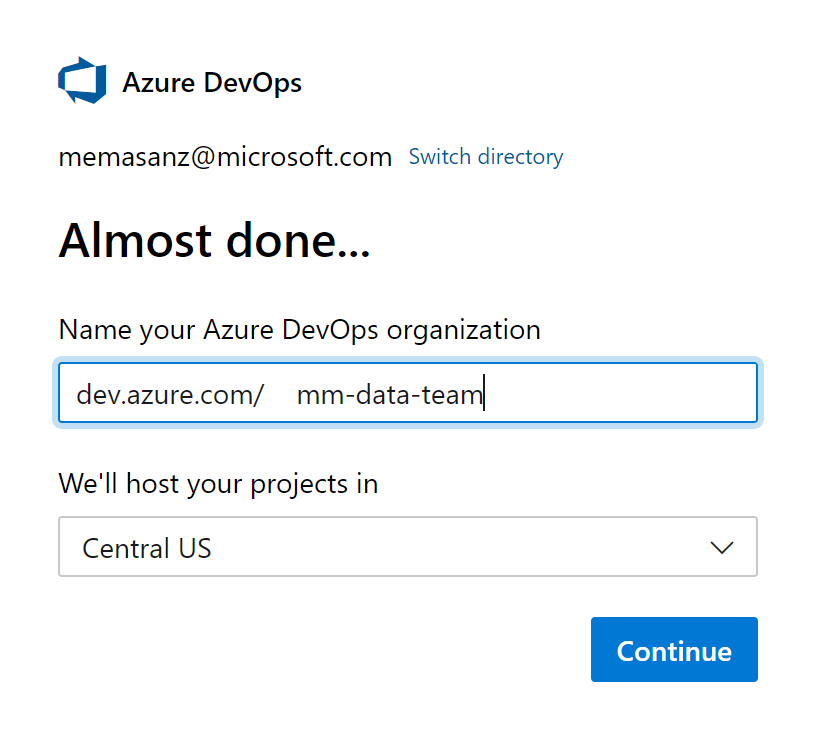 Azure DevOps
memasanz@microsoft.com Switch directory
Almost done...
Name your Azure DevOps organization
dev.azure.com/ mm-data-team
We'll host your projects in
Central US
Continue